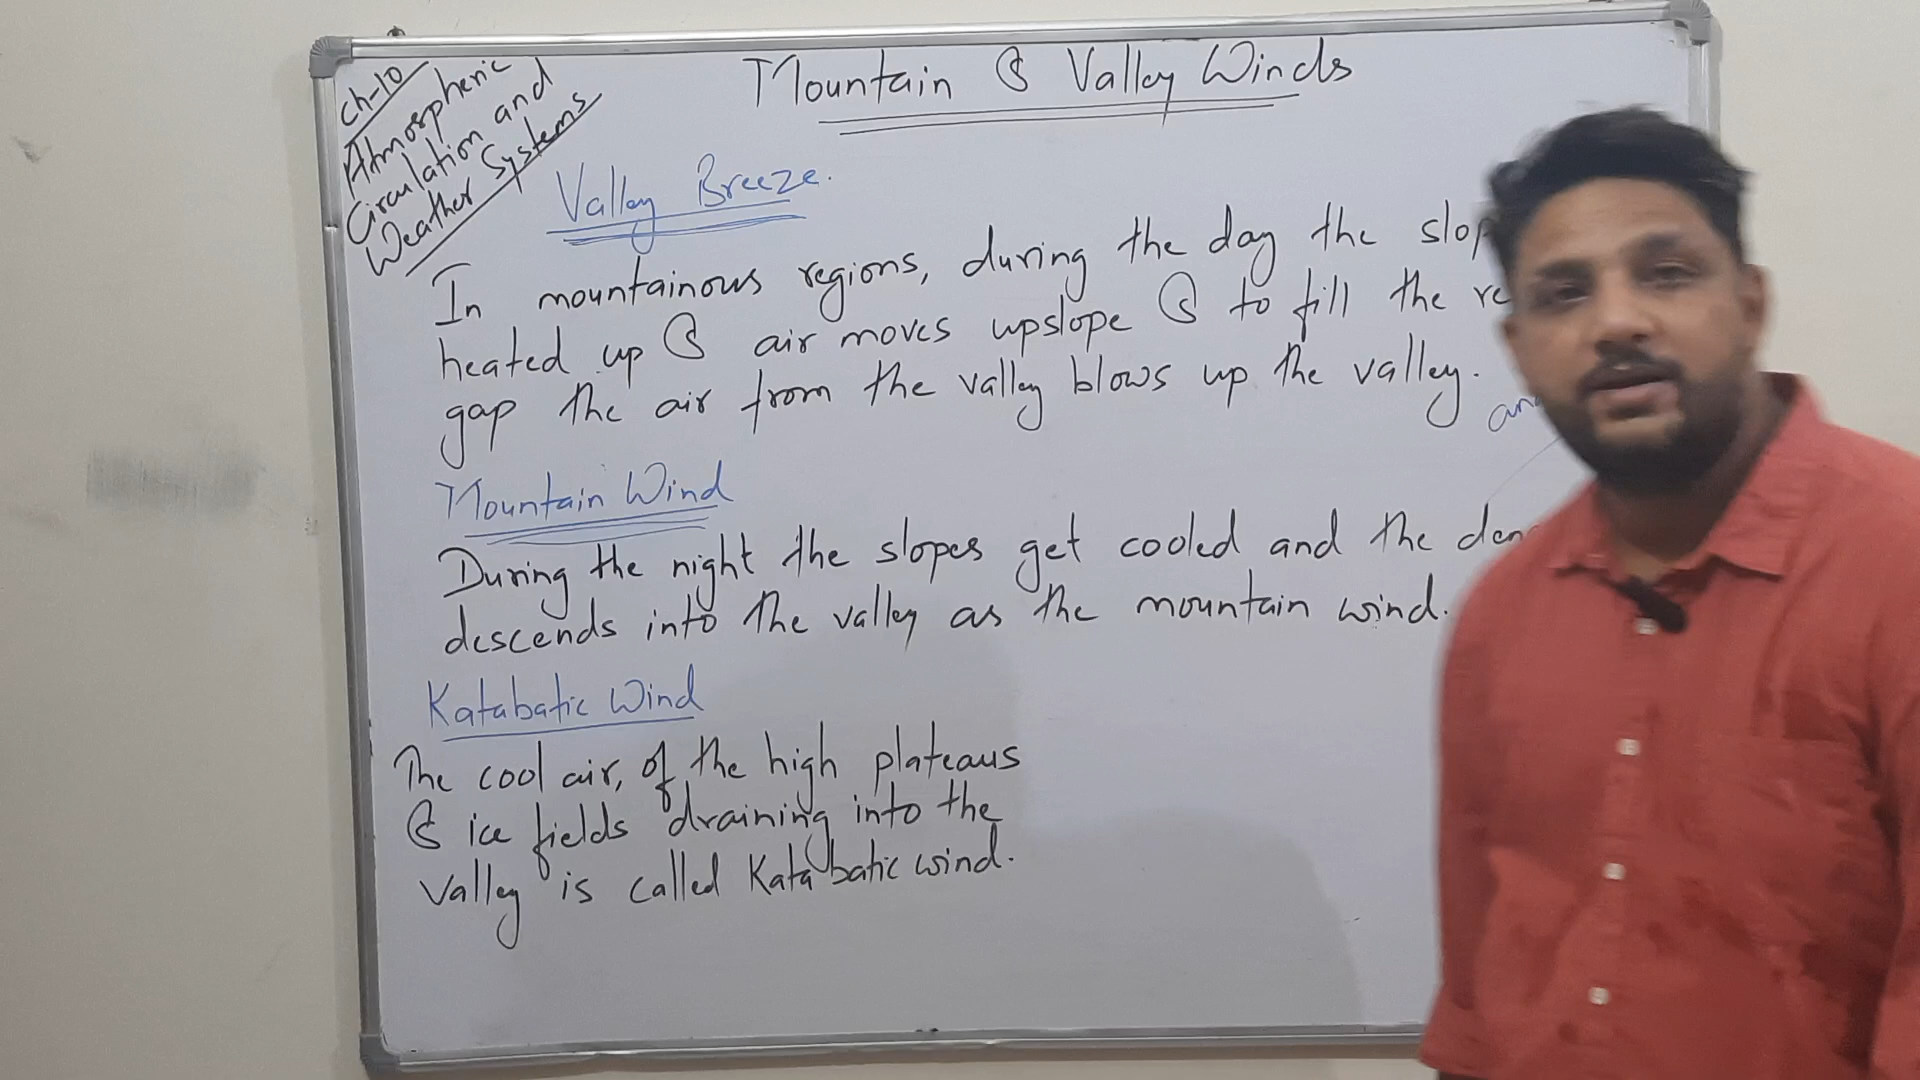 Ch-10
Atmospheric
Circulation and
Weather Systems
Mountain & Valley Winds
Valley Breeze.
In mountainous regions, during the day the slop
heated up & air moves upslope & to fill the re
gap the air from the valley blows up the valley.
an
Mountain Wind
During the night the slopes get cooled and the den
descends into the valley as the mountain wind.
Katabatic Wind
The cool air, of the high plateaus
& ice fields draining into the
valley is called Katabatic wind.